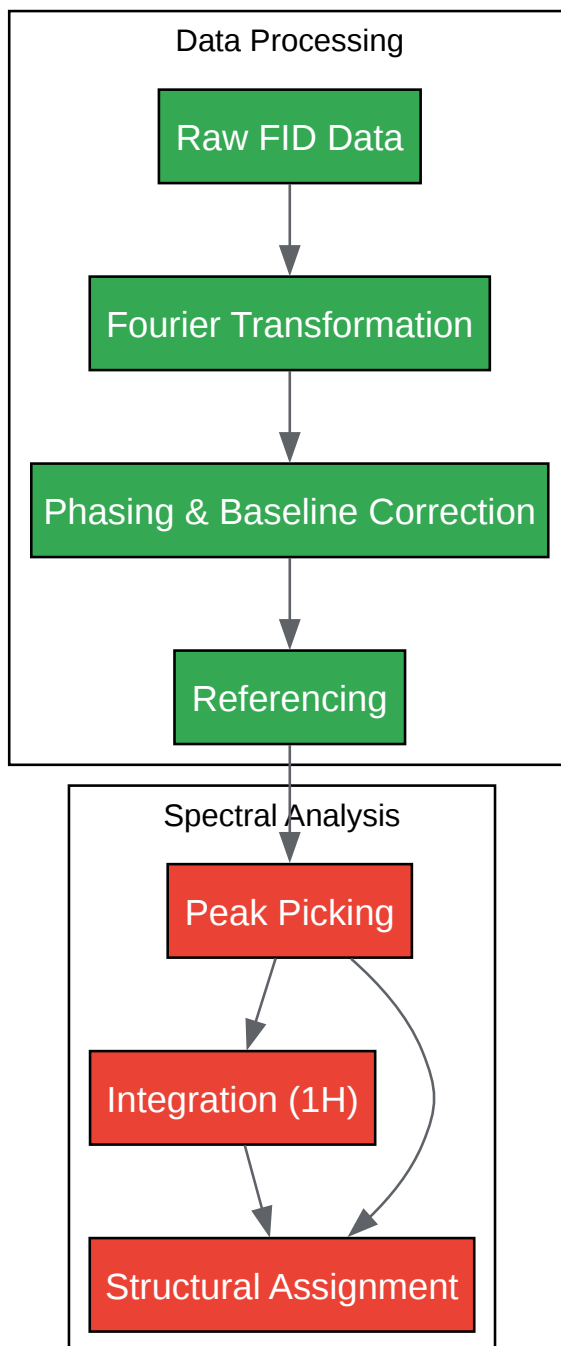 Data Processing
Raw FID Data
Fourier Transformation
Phasing & Baseline Correction
Referencing
Spectral Analysis
Peak Picking
Integration (1H)
Structural Assignment